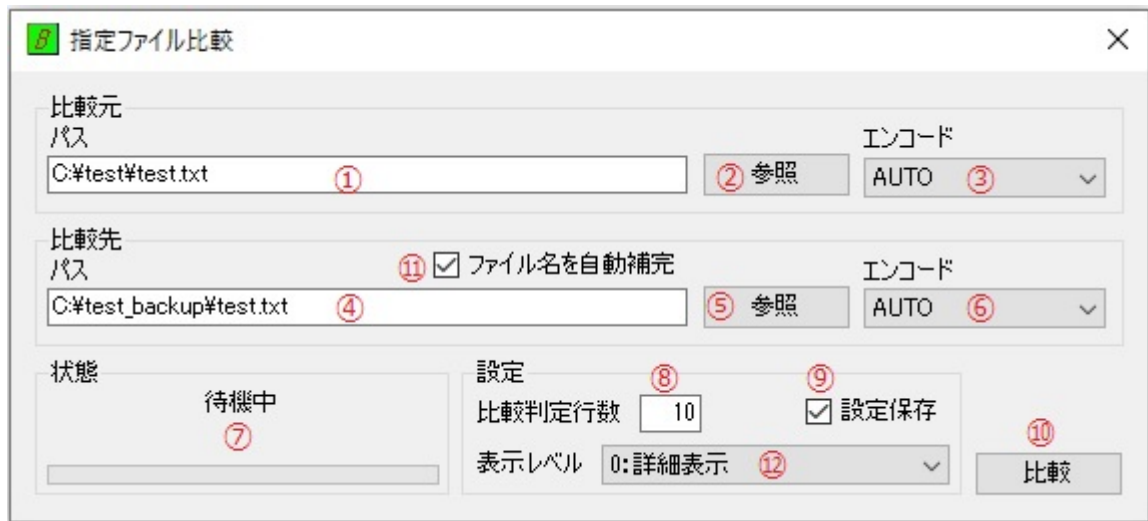 B 指定ファイル比較
比較元
パス
エンコード
C:¥test¥test.txt ① ② 参照 AUTO ③
比較先
パス ⑪ ファイル名を自動補完 エンコード
C:¥test_backup¥test.txt ④ ⑤ 参照 AUTO ⑥
状態
待機中
⑦
設定
⑧ ⑨
比較判定行数 10 設定保存
表示レベル 0:詳細表示 ⑫
⑩
比較